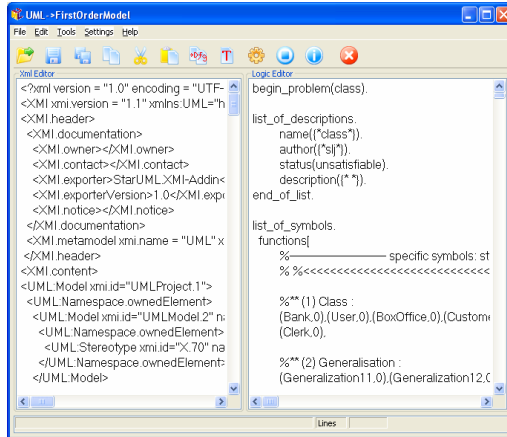 UML->FirstOrderModel
File Edit Tools Settings Help
Xml Editor
<?xml version = "1.0" encoding = "UTF-
<XMI xmi.version = "1.1" xmlns:UML="h
<XMI.header>
<XMI.documentation>
<XMI.owner></XMI.owner>
<XMI.contact></XMI.contact>
<XMI.exporter>StarUML.XMI-Addin<
<XMI.exporterVersion>1.0</XMI.expo
<XMI.notice></XMI.notice>
</XMI.documentation>
<XMI.metamodel xmi.name = "UML" x
</XMI.header>
<XMI.content>
<UML:Model xmi.id="UMLProject.1">
<UML:Namespace.ownedElement>
<UML:Model xmi.id="UMLModel.2" na
<UML:Namespace.ownedElement>
<UML:Stereotype xmi.id="X.70" na
</UML:Namespace.ownedElement>
</UML:Model>
Logic Editor
begin_problem(class).
list_of_descriptions.
name({*class*}).
author({*slj*}).
status(unsatisfiable).
description({* *}).
end_of_list.
list_of_symbols.
functions[
%——————— specific symbols: st
% %<<<<<<<<<<<<<<<<<<<<<<<<<<<<
%** (1) Class :
(Bank,0),(User,0),(BoxOffice,0),(Custome
(Clerk,0),
%** (2) Generalisation :
(Generalization11,0),(Generalization12,0
Lines